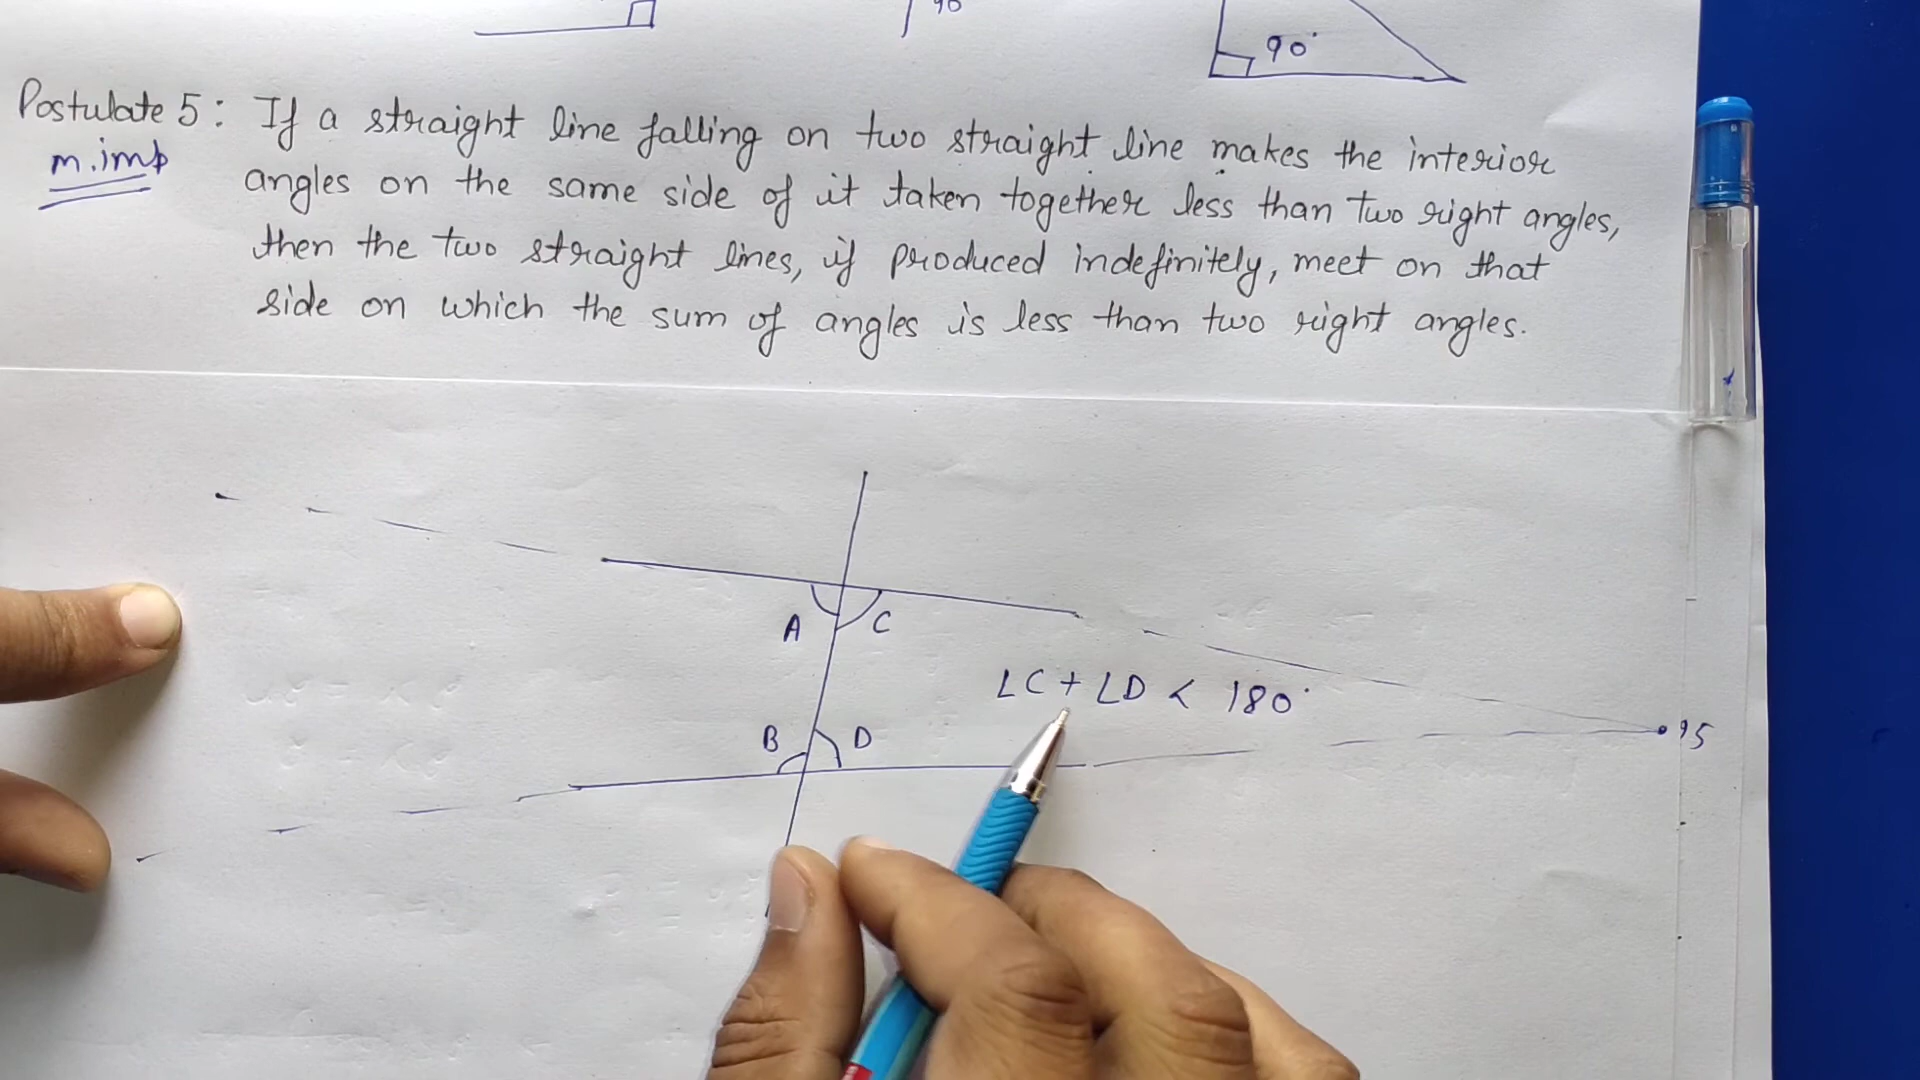 90
90°
Postulate 5: If a straight line falling on two straight line makes the interior
m.imp
angles on the same side of it taken together less than two right angles,
then the two straight lines, if produced indefinitely, meet on that
side on which the sum of angles is less than two right angles.
A C
∠C + ∠D < 180°
B D